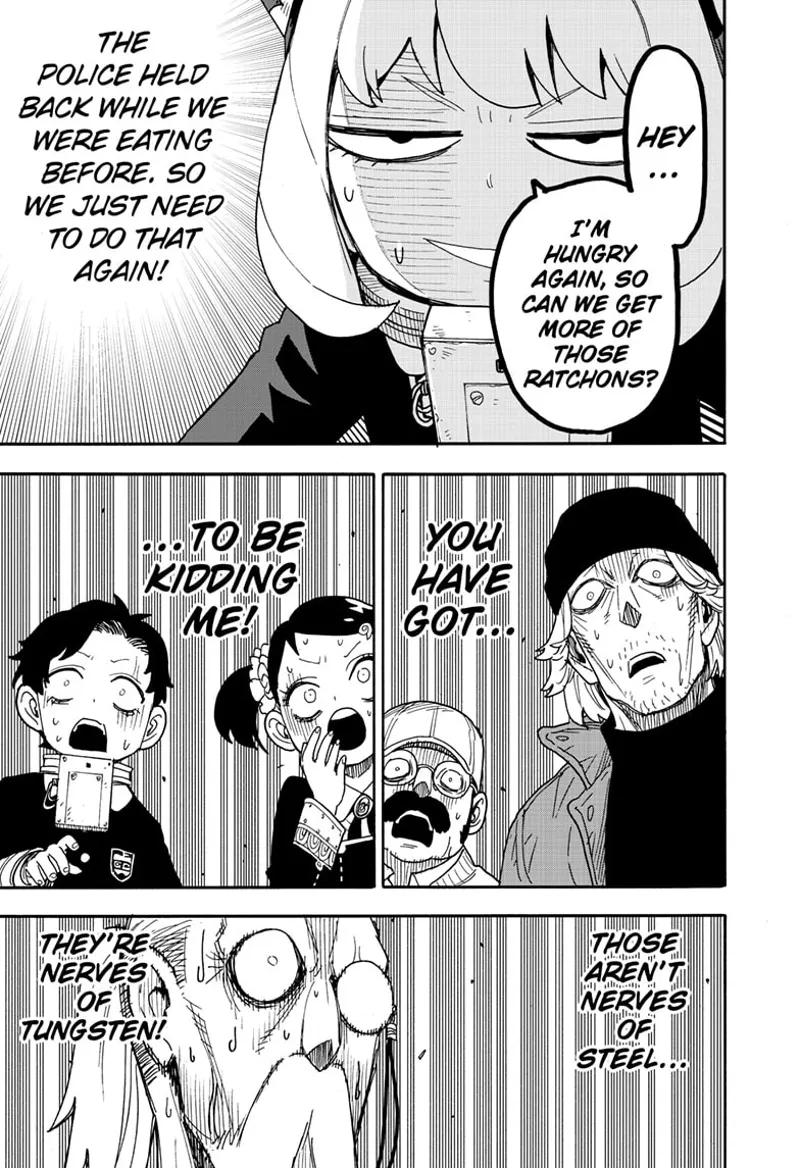 HEY
...
I'M
HUNGRY
AGAIN, SO
CAN WE GET
MORE OF
THOSE
RATCHONS?
THE
POLICE HELD
BACK WHILE WE
WERE EATING
BEFORE. SO
WE JUST NEED
TO DO THAT
AGAIN!
YOU
HAVE
GOT...
...TO BE
KIDDING
ME!
THOSE
AREN'T
NERVES
OF
STEEL...
THEY'RE
NERVES
OF
TUNGSTEN!